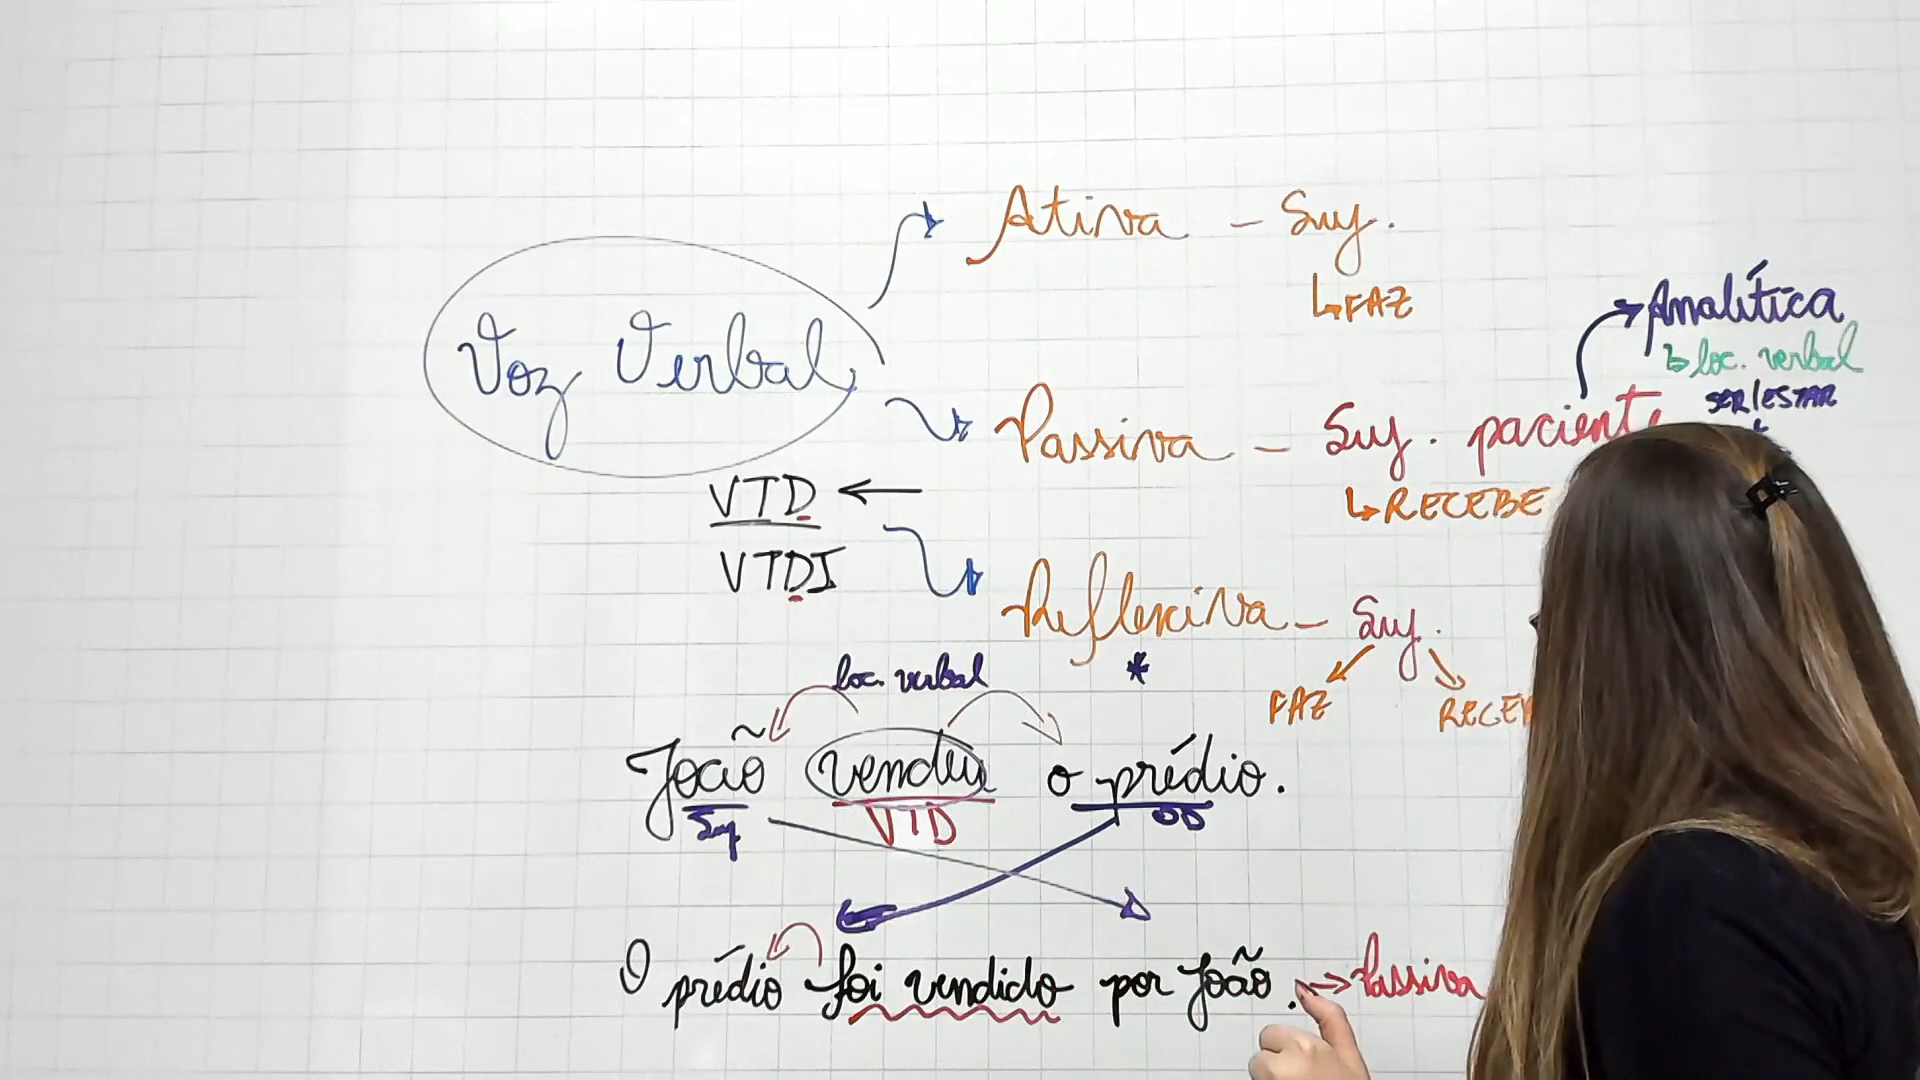 Ativa - Suj.
↳ FAZ
Analítica
↳ loc. verbal
SER/ESTAR
Voz Verbal
Passiva - Suj. paciente
↳ RECEBE
VTD ←
VTDI
Reflexiva - Suj.
*
FAZ
loc. verbal
João vendeu o prédio.
Suj VTD OD
O prédio foi vendido por João. → Passiva